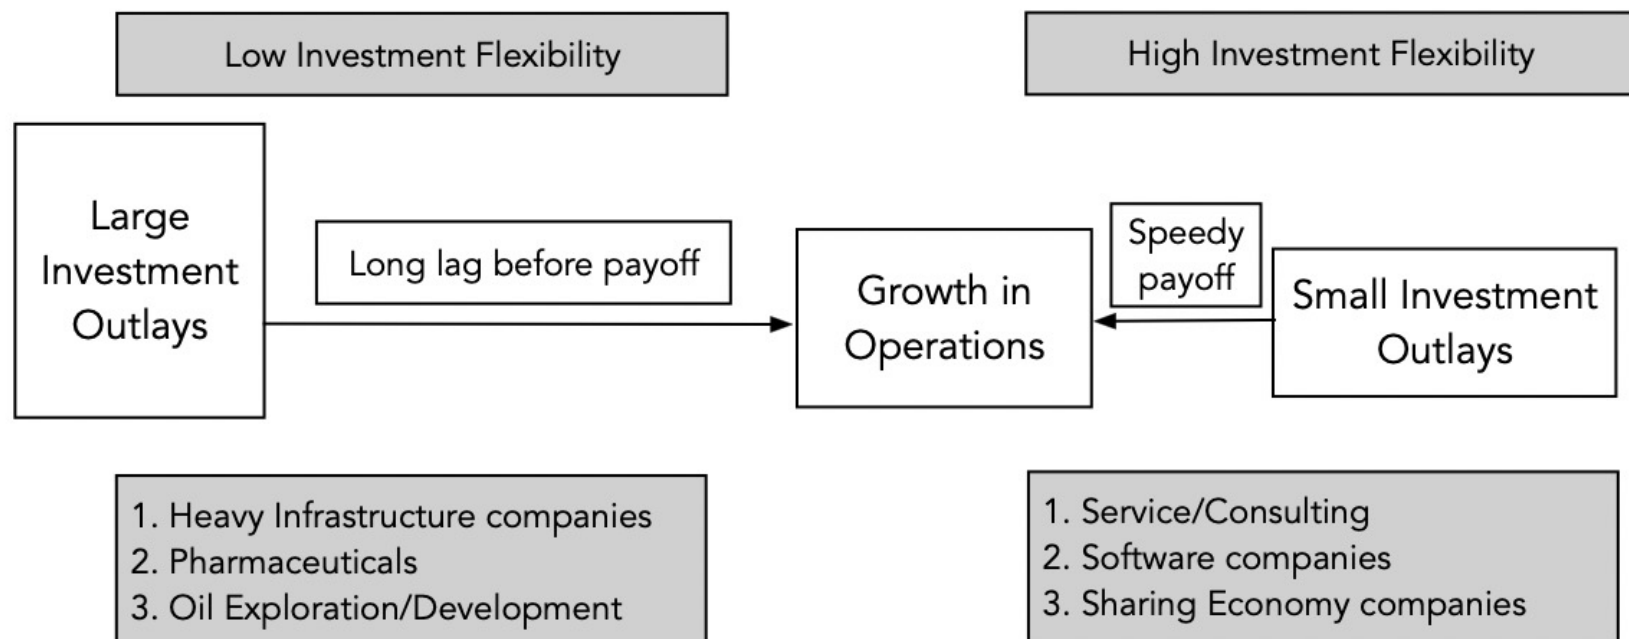 Low Investment Flexibility
High Investment Flexibility
Large
Investment
Outlays
Long lag before payoff
Growth in
Operations
Speedy
payoff
Small Investment
Outlays
1. Heavy Infrastructure companies
2. Pharmaceuticals
3. Oil Exploration/Development
1. Service/Consulting
2. Software companies
3. Sharing Economy companies